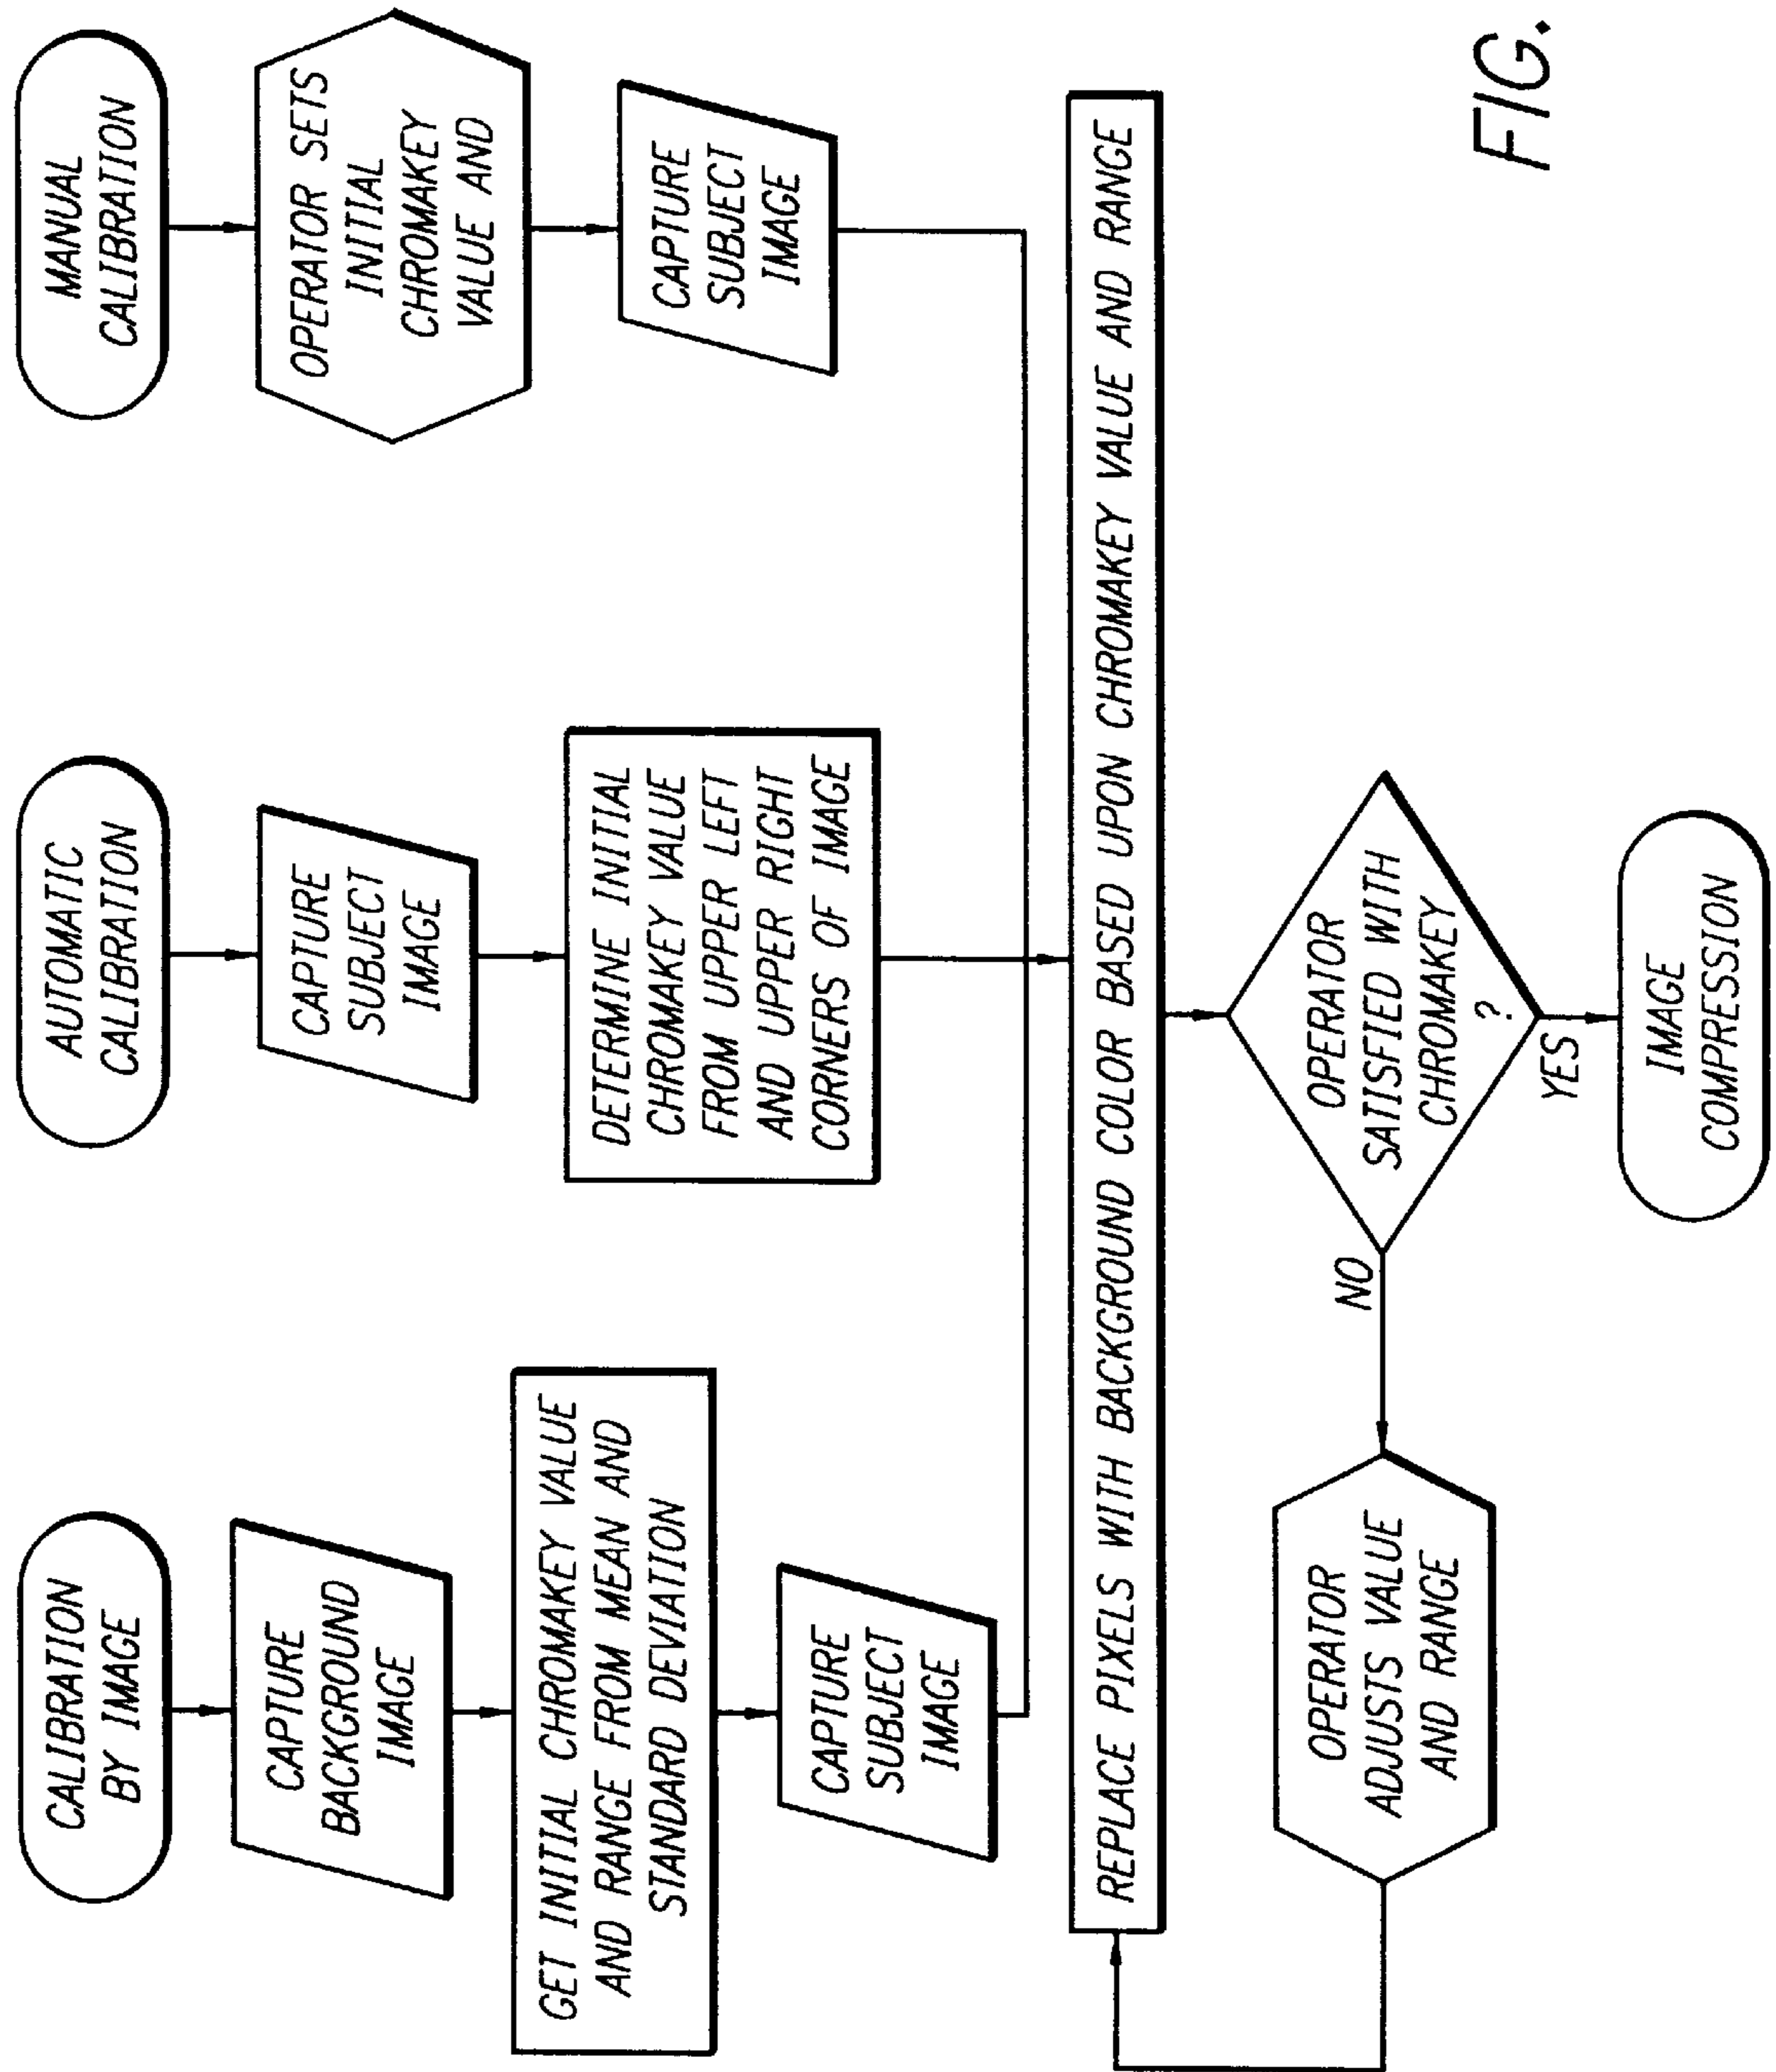 CALIBRATION
BY IMAGE
CAPTURE
BACKGROUND
IMAGE
GET INITIAL CHROMAKEY VALUE
AND RANGE FROM MEAN AND
STANDARD DEVIATION
CAPTURE
SUBJECT
IMAGE
AUTOMATIC
CALIBRATION
CAPTURE
SUBJECT
IMAGE
DETERMINE INITIAL
CHROMAKEY VALUE
FROM UPPER LEFT
AND UPPER RIGHT
CORNERS OF IMAGE
MANUAL
CALIBRATION
OPERATOR SETS
INITIAL
CHROMAKEY
VALUE AND
CAPTURE
SUBJECT
IMAGE
REPLACE PIXELS WITH BACKGROUND COLOR BASED UPON CHROMAKEY VALUE AND RANGE
OPERATOR
SATISFIED WITH
CHROMAKEY
?
NO
YES
OPERATOR
ADJUSTS VALUE
AND RANGE
IMAGE
COMPRESSION
FIG.